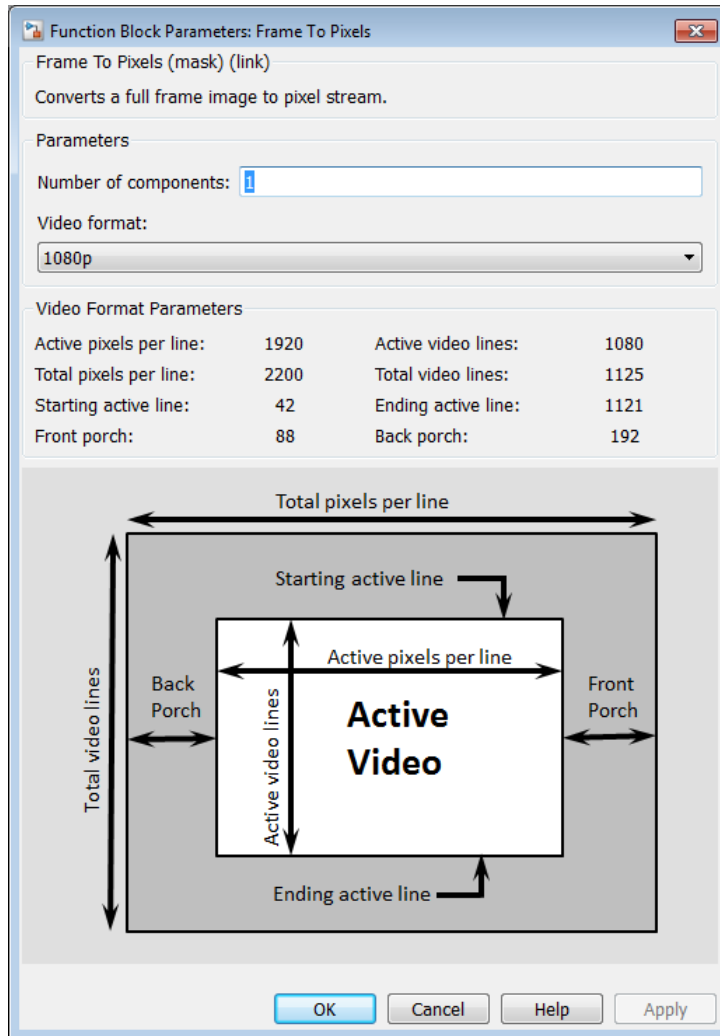 Function Block Parameters: Frame To Pixels
Frame To Pixels (mask) (link)
Converts a full frame image to pixel stream.
Parameters
Number of components: 1
Video format:
1080p
Video Format Parameters
Active pixels per line: 1920 Active video lines: 1080
Total pixels per line: 2200 Total video lines: 1125
Starting active line: 42 Ending active line: 1121
Front porch: 88 Back porch: 192
Total pixels per line
Starting active line
Active pixels per line
Back
Porch
Front
Porch
Active
Video
Total video lines
Active video lines
Ending active line
OK Cancel Help Apply